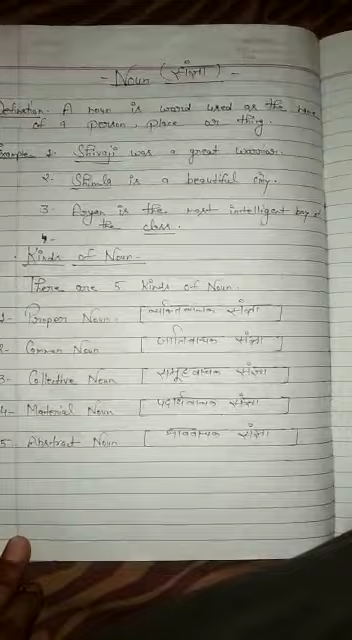 - Noun (संज्ञा) -
Definition. A noun is word used as the name
of a person, place or thing.
Example 1. Shivaji was a great warrior.
2. Shimla is a beautiful city.
3. Aryan is the most intelligent boy of
the class.
4-
Kinds of Noun-
There are 5 kinds of Noun.
1- Proper Noun [व्यक्तिवाचक संज्ञा]
2- Common Noun [जातिवाचक संज्ञा]
3- Collective Noun [समूहवाचक संज्ञा]
4- Material Noun [पदार्थवाचक संज्ञा]
5. Abstract Noun [भाववाचक संज्ञा]